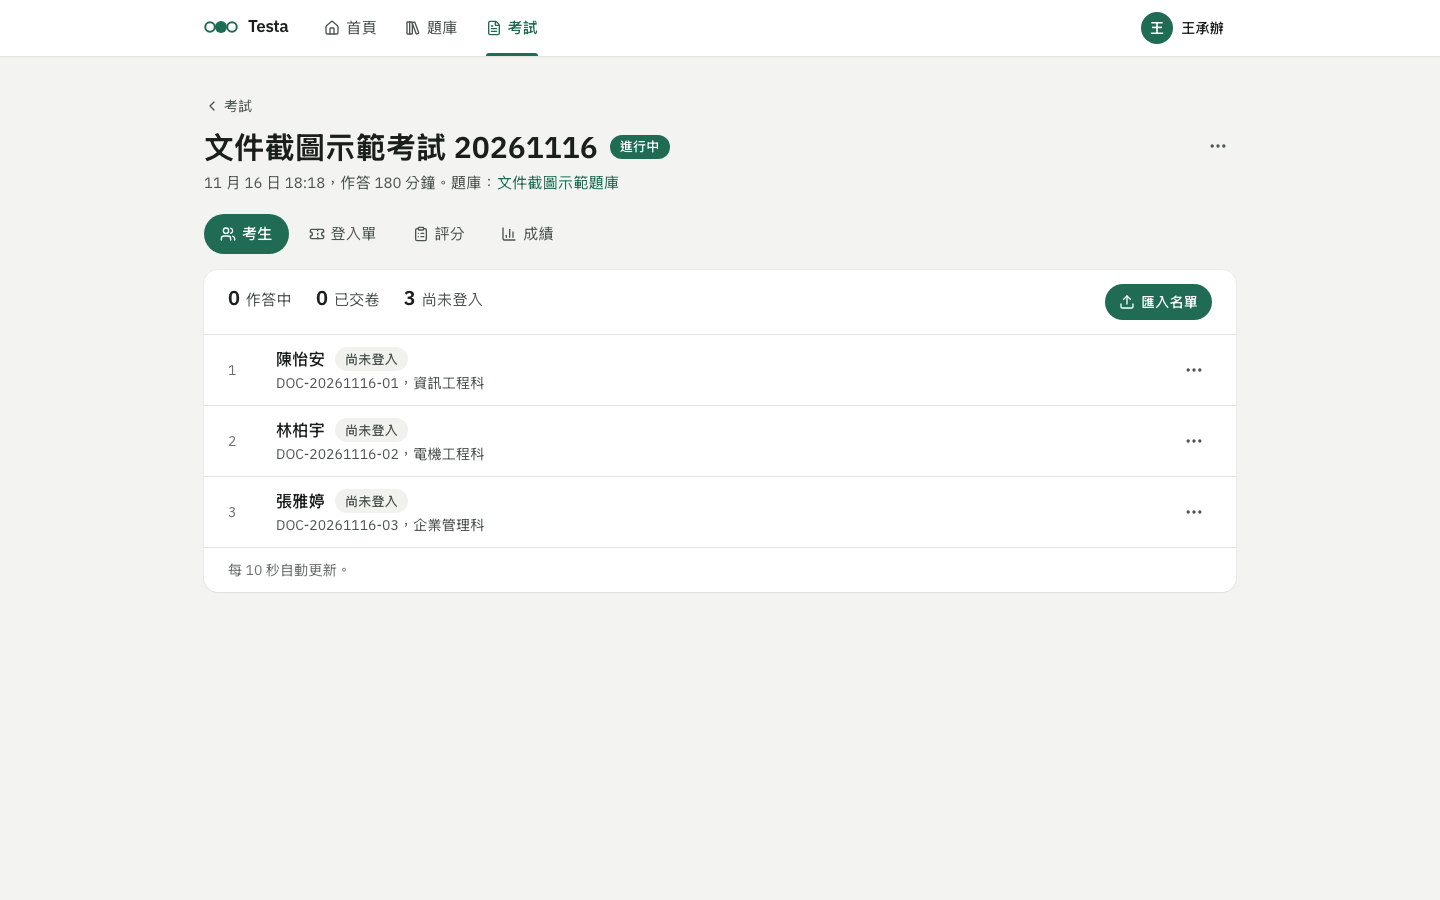 Testa
首頁
題庫
考試
王
王承辦
考試
文件截圖示範考試 20261116
進行中
11 月 16 日 18:18，作答 180 分鐘。題庫：文件截圖示範題庫
考生
登入單
評分
成績
0 作答中
0 已交卷
3 尚未登入
匯入名單
1
陳怡安
尚未登入
DOC-20261116-01，資訊工程科
2
林柏宇
尚未登入
DOC-20261116-02，電機工程科
3
張雅婷
尚未登入
DOC-20261116-03，企業管理科
每 10 秒自動更新。